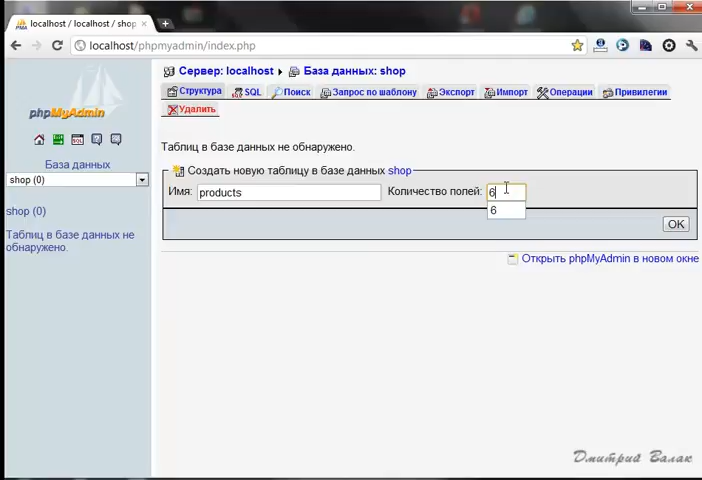 localhost / localhost / shop
localhost/phpmyadmin/index.php
phpMyAdmin
База данных
shop (0)
shop (0)
Таблиц в базе данных не обнаружено.
Сервер: localhost База данных: shop
Структура SQL Поиск Запрос по шаблону Экспорт Импорт Операции Привилегии
Удалить
Таблиц в базе данных не обнаружено.
Создать новую таблицу в базе данных shop
Имя: products Количество полей: 6
6
OK
Открыть phpMyAdmin в новом окне
Дмитрий Валак